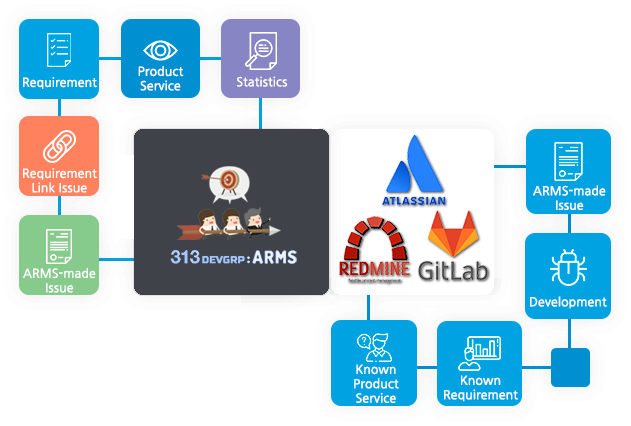 Requirement
Product
Service
Statistics
Requirement
Link Issue
ARMS-made
Issue
313 DEVGRP : ARMS
ATLASSIAN
REDMINE
GitLab
ARMS-made
Issue
Development
Known
Product
Service
Known
Requirement